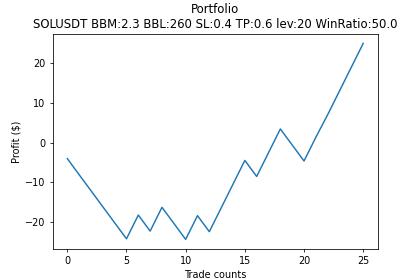 Portfolio
SOLUSDT BBM:2.3 BBL:260 SL:0.4 TP:0.6 lev:20 WinRatio:50.0
20
10
0
−10
−20
Profit ($)
0
5
10
15
20
25
Trade counts